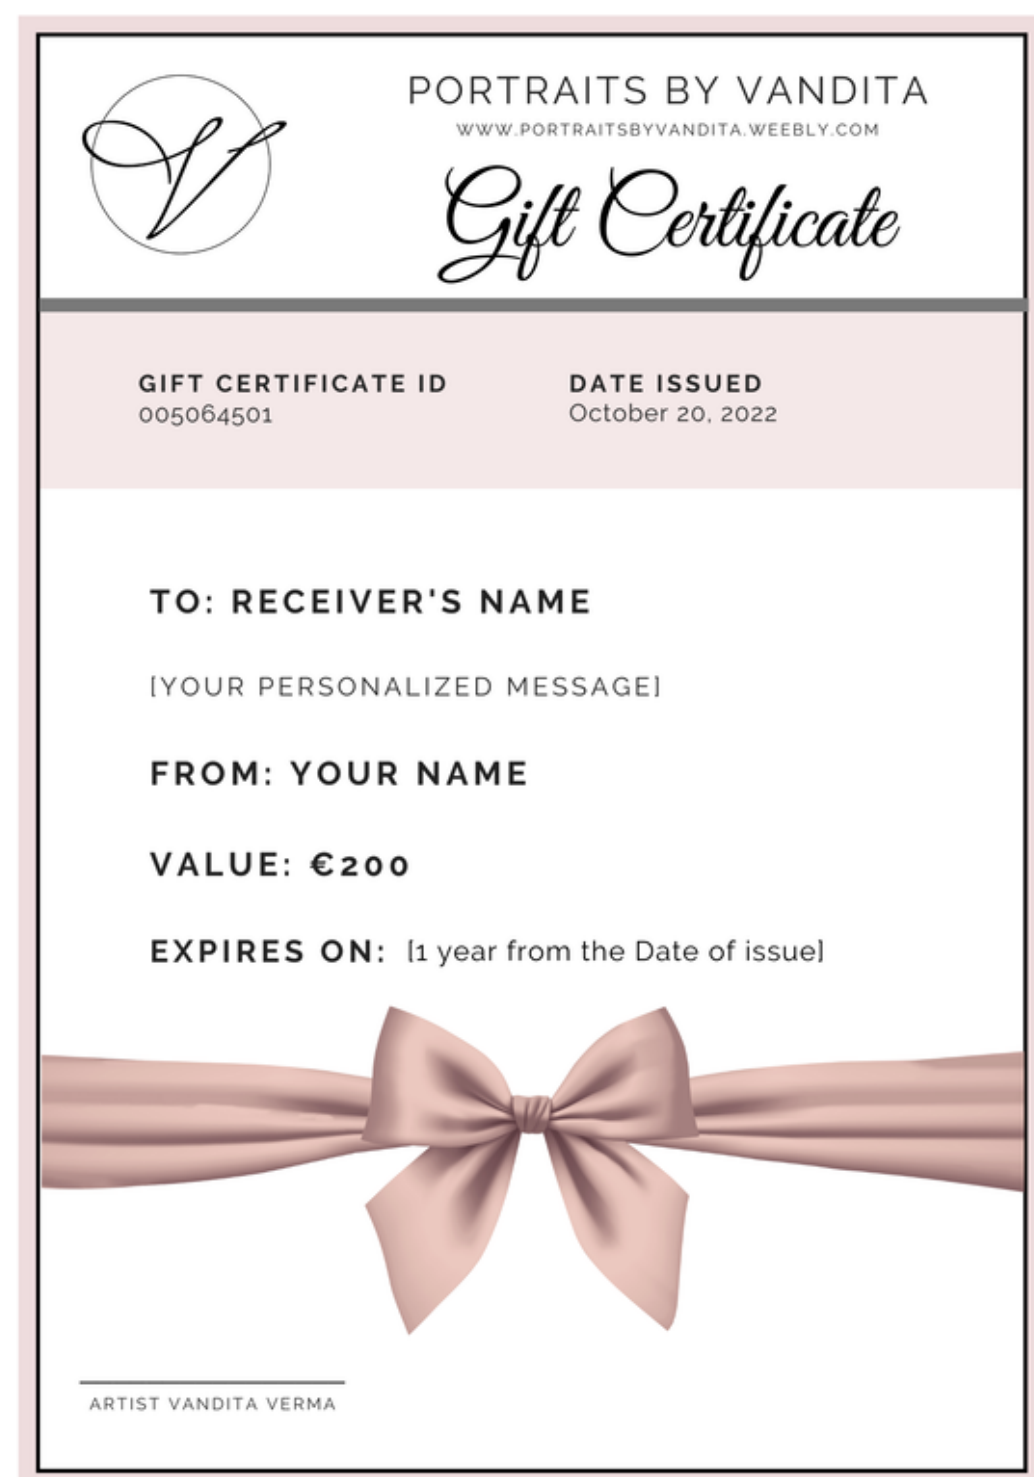 V
PORTRAITS BY VANDITA
WWW.PORTRAITSBYVANDITA.WEEBLY.COM
Gift Certificate
GIFT CERTIFICATE ID
005064501
DATE ISSUED
October 20, 2022
TO: RECEIVER'S NAME
[YOUR PERSONALIZED MESSAGE]
FROM: YOUR NAME
VALUE: €200
EXPIRES ON: [1 year from the Date of issue]
ARTIST VANDITA VERMA